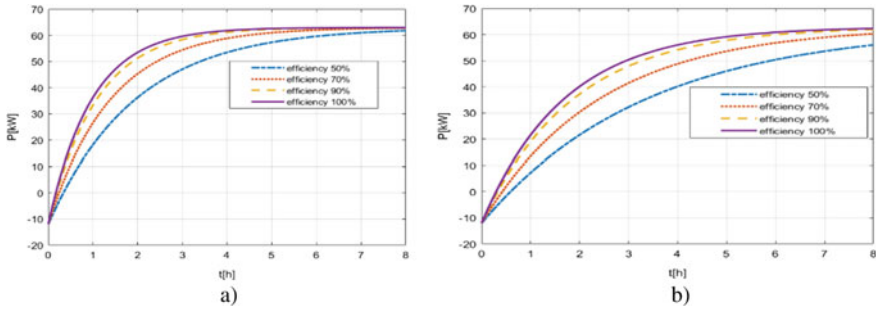 70
60
50
40
30
20
10
0
-10
-20
P[kW]
efficiency 50%
efficiency 70%
efficiency 90%
efficiency 100%
0 1 2 3 4 5 6 7 8
t[h]
a)
70
60
50
40
30
20
10
0
-10
-20
P[kW]
efficiency 50%
efficiency 70%
efficiency 90%
efficiency 100%
0 1 2 3 4 5 6 7 8
t[h]
b)